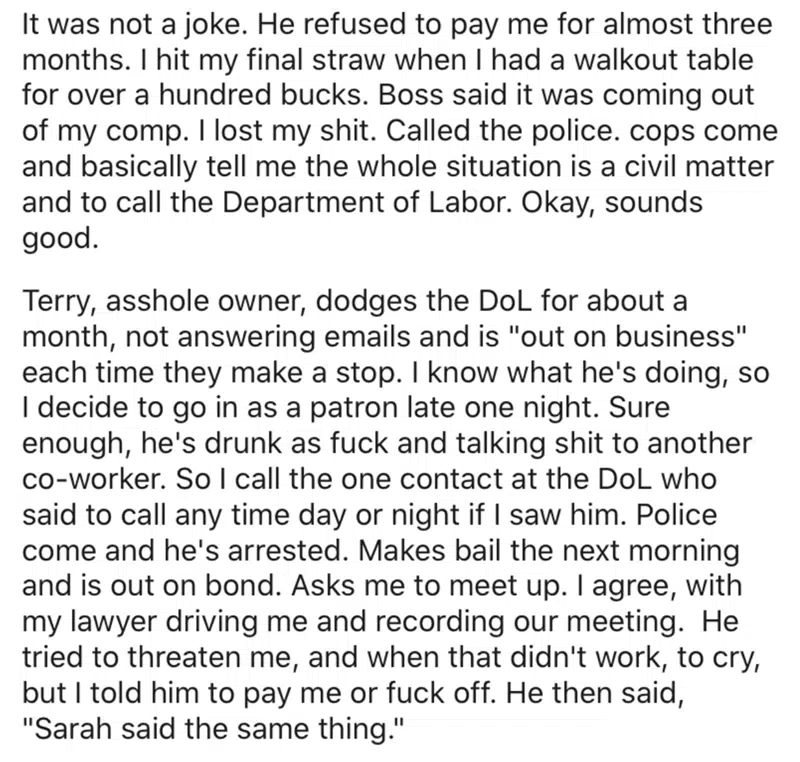 It was not a joke. He refused to pay me for almost three
months. I hit my final straw when I had a walkout table
for over a hundred bucks. Boss said it was coming out
of my comp. I lost my shit. Called the police. cops come
and basically tell me the whole situation is a civil matter
and to call the Department of Labor. Okay, sounds
good.
Terry, asshole owner, dodges the DoL for about a
month, not answering emails and is "out on business"
each time they make a stop. I know what he's doing, so
I decide to go in as a patron late one night. Sure
enough, he's drunk as fuck and talking shit to another
co-worker. So I call the one contact at the DoL who
said to call any time day or night if I saw him. Police
come and he's arrested. Makes bail the next morning
and is out on bond. Asks me to meet up. I agree, with
my lawyer driving me and recording our meeting.  He
tried to threaten me, and when that didn't work, to cry,
but I told him to pay me or fuck off. He then said,
"Sarah said the same thing."